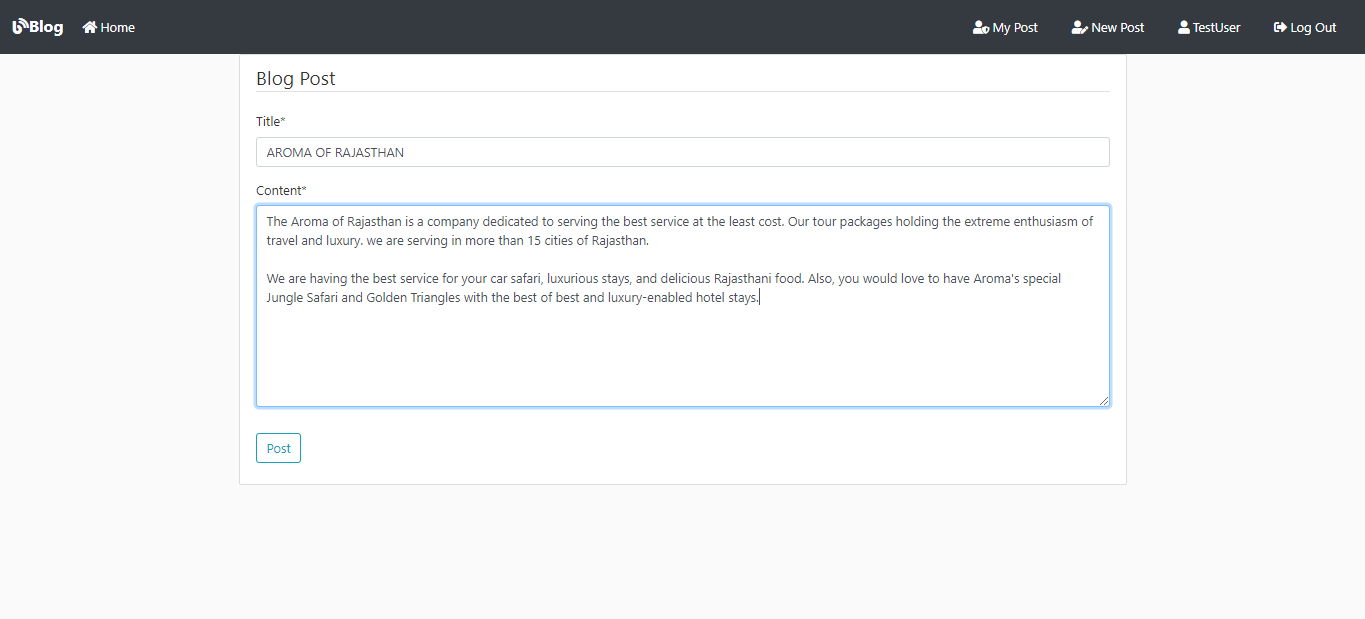 Blog Home My Post New Post TestUser Log Out
Blog Post
Title*
AROMA OF RAJASTHAN
Content*
The Aroma of Rajasthan is a company dedicated to serving the best service at the least cost. Our tour packages holding the extreme enthusiasm of
travel and luxury. we are serving in more than 15 cities of Rajasthan.
We are having the best service for your car safari, luxurious stays, and delicious Rajasthani food. Also, you would love to have Aroma's special
Jungle Safari and Golden Triangles with the best of best and luxury-enabled hotel stays.
Post